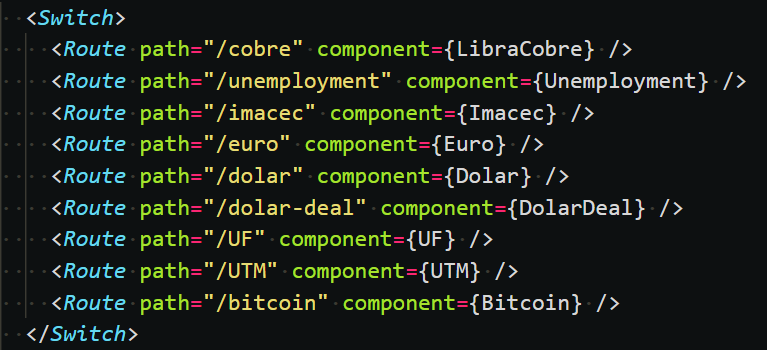 <Switch>
<Route path="/cobre" component={LibraCobre} />
<Route path="/unemployment" component={Unemployment} />
<Route path="/imacec" component={Imacec} />
<Route path="/euro" component={Euro} />
<Route path="/dolar" component={Dolar} />
<Route path="/dolar-deal" component={DolarDeal} />
<Route path="/UF" component={UF} />
<Route path="/UTM" component={UTM} />
<Route path="/bitcoin" component={Bitcoin} />
</Switch>